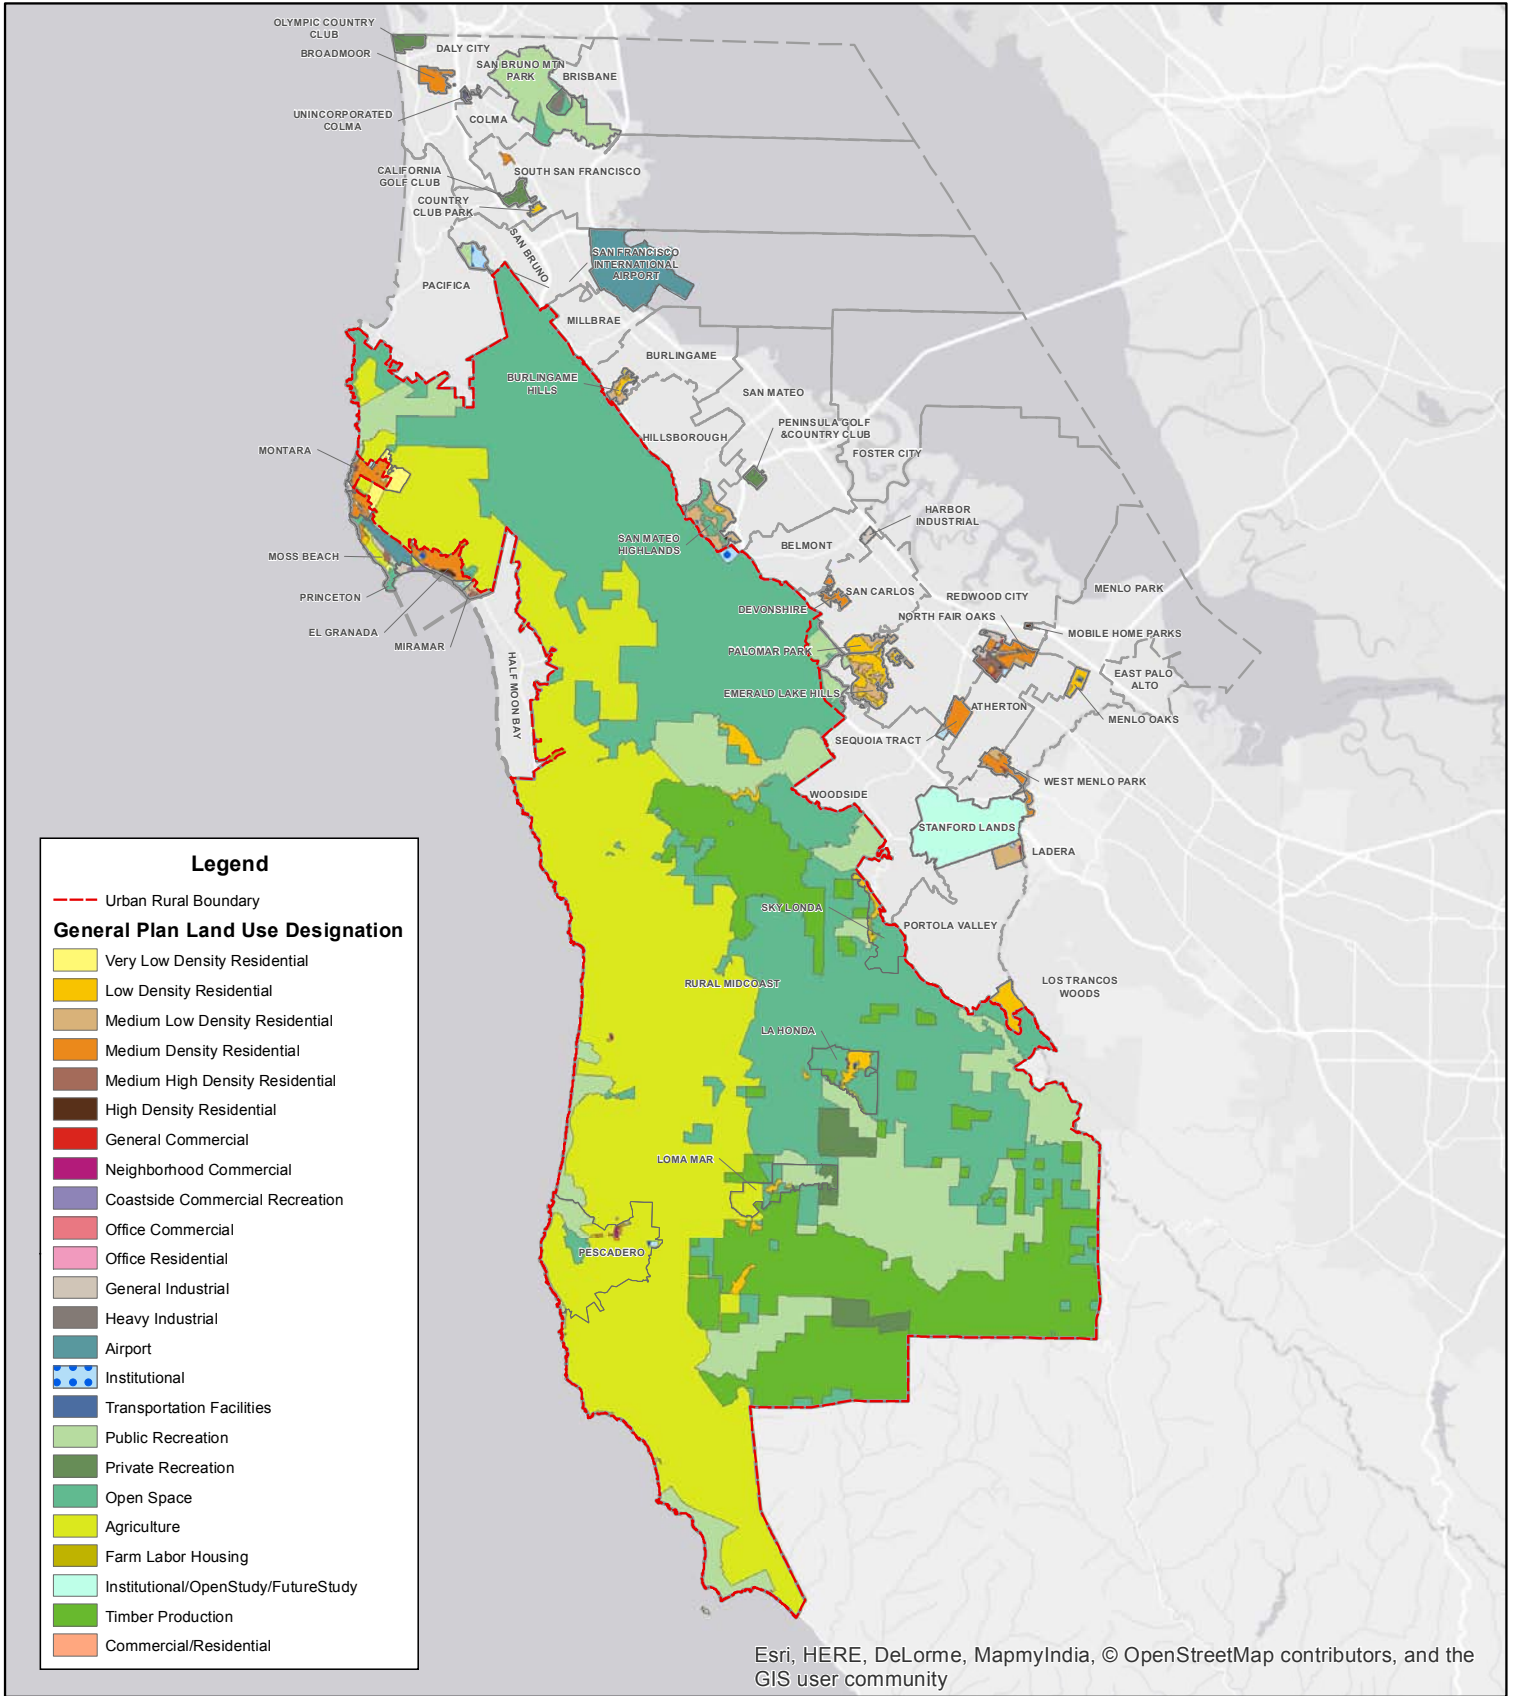 OLYMPIC COUNTRY
CLUB
BROADMOOR
DALY CITY
SAN BRUNO MTN
PARK
BRISBANE
UNINCORPORATED
COLMA
COLMA
CALIFORNIA
GOLF CLUB
SOUTH SAN FRANCISCO
COUNTRY
CLUB PARK
SAN BRUNO
SAN FRANCISCO
INTERNATIONAL
AIRPORT
PACIFICA
MILLBRAE
BURLINGAME
BURLINGAME
HILLS
SAN MATEO
HILLSBOROUGH
PENINSULA GOLF
&COUNTRY CLUB
FOSTER CITY
MONTARA
HARBOR
INDUSTRIAL
SAN MATEO
HIGHLANDS
BELMONT
MOSS BEACH
PRINCETON
EL GRANADA
MIRAMAR
HALF MOON BAY
DEVONSHIRE
SAN CARLOS
REDWOOD CITY
MENLO PARK
NORTH FAIR OAKS
MOBILE HOME PARKS
PALOMAR PARK
EAST PALO
ALTO
EMERALD LAKE HILLS
ATHERTON
MENLO OAKS
SEQUOIA TRACT
WEST MENLO PARK
WOODSIDE
STANFORD LANDS
LADERA
SKY LONDA
PORTOLA VALLEY
RURAL MIDCOAST
LOS TRANCOS
WOODS
LA HONDA
LOMA MAR
PESCADERO
Legend
Urban Rural Boundary
General Plan Land Use Designation
Very Low Density Residential
Low Density Residential
Medium Low Density Residential
Medium Density Residential
Medium High Density Residential
High Density Residential
General Commercial
Neighborhood Commercial
Coastside Commercial Recreation
Office Commercial
Office Residential
General Industrial
Heavy Industrial
Airport
Institutional
Transportation Facilities
Public Recreation
Private Recreation
Open Space
Agriculture
Farm Labor Housing
Institutional/OpenStudy/FutureStudy
Timber Production
Commercial/Residential
Esri, HERE, DeLorme, MapmyIndia, © OpenStreetMap contributors, and the
GIS user community